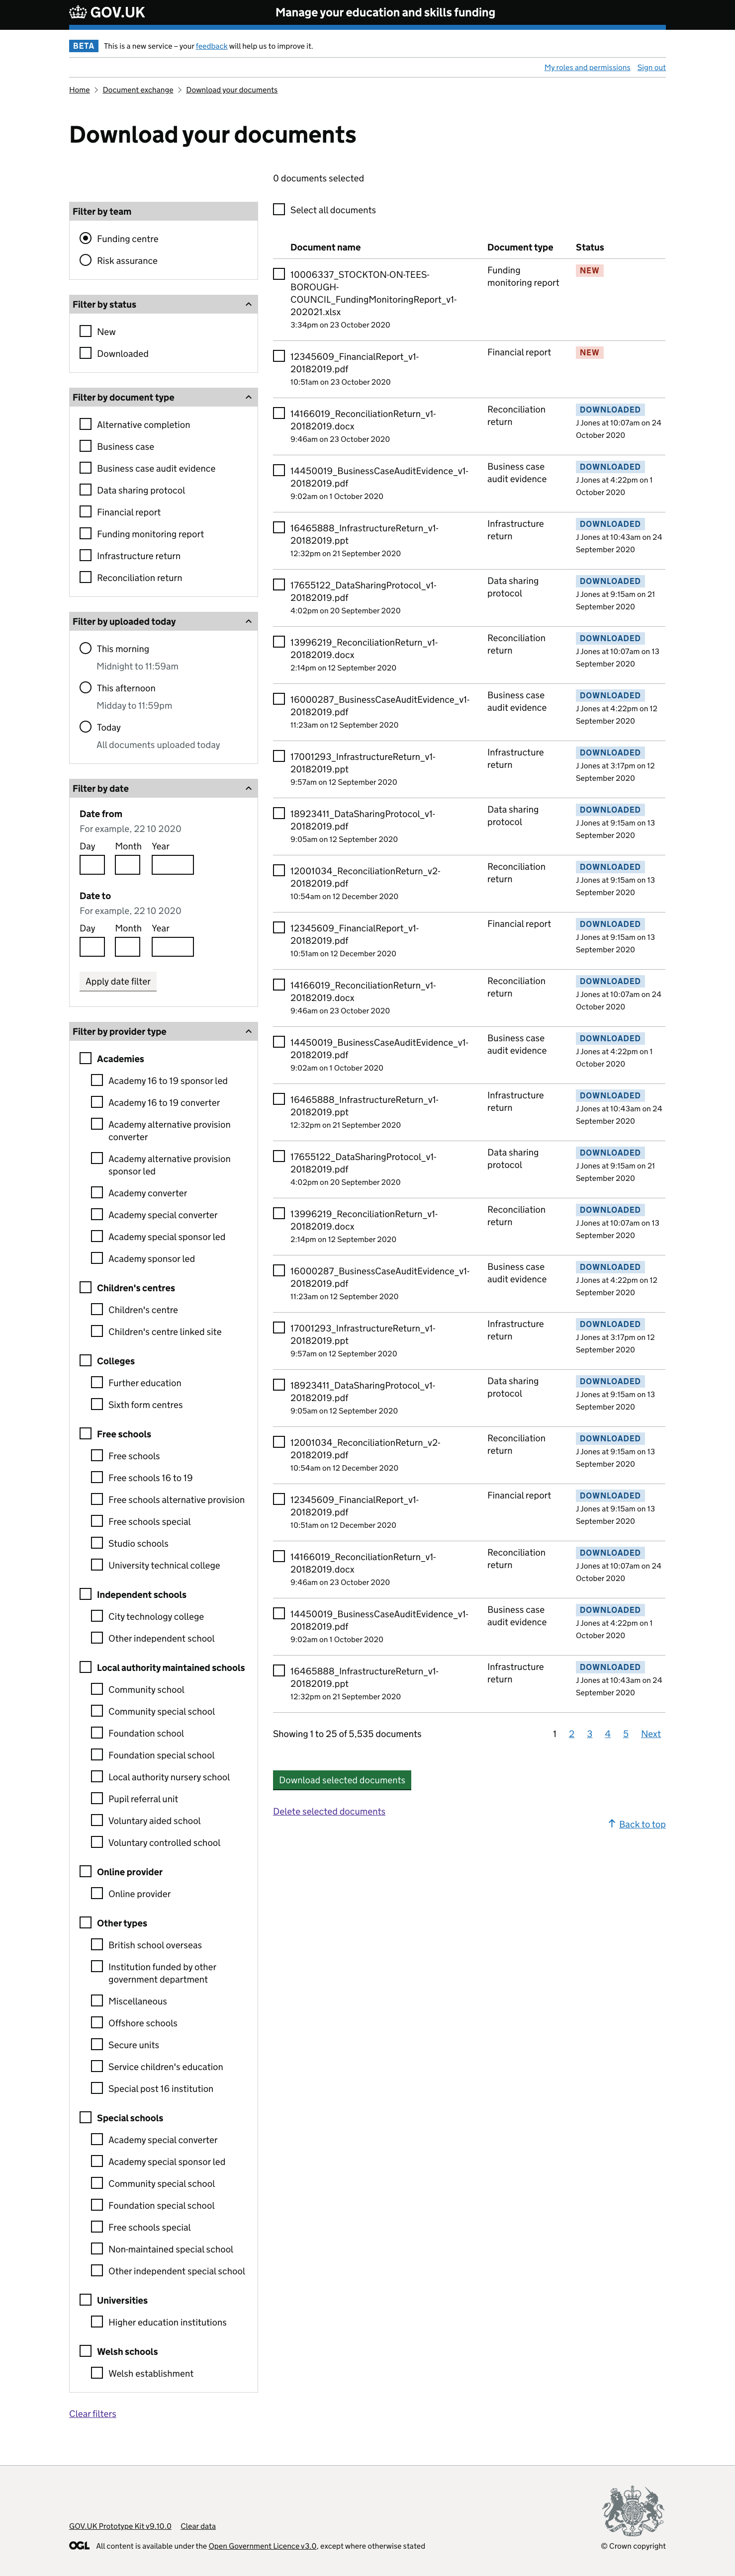 GOV.UK
Manage your education and skills funding
BETA
This is a new service – your feedback will help us to improve it.
My roles and permissions
Sign out
Home
Document exchange
Download your documents
Download your documents
Filter by team
Funding centre
Risk assurance
Filter by status
New
Downloaded
Filter by document type
Alternative completion
Business case
Business case audit evidence
Data sharing protocol
Financial report
Funding monitoring report
Infrastructure return
Reconciliation return
Filter by uploaded today
This morning
Midnight to 11:59am
This afternoon
Midday to 11:59pm
Today
All documents uploaded today
Filter by date
Date from
For example, 22 10 2020
Day Month Year
Date to
For example, 22 10 2020
Day Month Year
Apply date filter
Filter by provider type
Academies
Academy 16 to 19 sponsor led
Academy 16 to 19 converter
Academy alternative provision
converter
Academy alternative provision
sponsor led
Academy converter
Academy special converter
Academy special sponsor led
Academy sponsor led
Children's centres
Children's centre
Children's centre linked site
Colleges
Further education
Sixth form centres
Free schools
Free schools
Free schools 16 to 19
Free schools alternative provision
Free schools special
Studio schools
University technical college
Independent schools
City technology college
Other independent school
Local authority maintained schools
Community school
Community special school
Foundation school
Foundation special school
Local authority nursery school
Pupil referral unit
Voluntary aided school
Voluntary controlled school
Online provider
Online provider
Other types
British school overseas
Institution funded by other
government department
Miscellaneous
Offshore schools
Secure units
Service children's education
Special post 16 institution
Special schools
Academy special converter
Academy special sponsor led
Community special school
Foundation special school
Free schools special
Non-maintained special school
Other independent special school
Universities
Higher education institutions
Welsh schools
Welsh establishment
Clear filters
0 documents selected
Select all documents
Document name Document type Status
10006337_STOCKTON-ON-TEES-
BOROUGH-
COUNCIL_FundingMonitoringReport_v1-
202021.xlsx
3:34pm on 23 October 2020
Funding
monitoring report
NEW
12345609_FinancialReport_v1-
20182019.pdf
10:51am on 23 October 2020
Financial report
NEW
14166019_ReconciliationReturn_v1-
20182019.docx
9:46am on 23 October 2020
Reconciliation
return
DOWNLOADED
J Jones at 10:07am on 24
October 2020
14450019_BusinessCaseAuditEvidence_v1-
20182019.pdf
9:02am on 1 October 2020
Business case
audit evidence
DOWNLOADED
J Jones at 4:22pm on 1
October 2020
16465888_InfrastructureReturn_v1-
20182019.ppt
12:32pm on 21 September 2020
Infrastructure
return
DOWNLOADED
J Jones at 10:43am on 24
September 2020
17655122_DataSharingProtocol_v1-
20182019.pdf
4:02pm on 20 September 2020
Data sharing
protocol
DOWNLOADED
J Jones at 9:15am on 21
September 2020
13996219_ReconciliationReturn_v1-
20182019.docx
2:14pm on 12 September 2020
Reconciliation
return
DOWNLOADED
J Jones at 10:07am on 13
September 2020
16000287_BusinessCaseAuditEvidence_v1-
20182019.pdf
11:23am on 12 September 2020
Business case
audit evidence
DOWNLOADED
J Jones at 4:22pm on 12
September 2020
17001293_InfrastructureReturn_v1-
20182019.ppt
9:57am on 12 September 2020
Infrastructure
return
DOWNLOADED
J Jones at 3:17pm on 12
September 2020
18923411_DataSharingProtocol_v1-
20182019.pdf
9:05am on 12 September 2020
Data sharing
protocol
DOWNLOADED
J Jones at 9:15am on 13
September 2020
12001034_ReconciliationReturn_v2-
20182019.pdf
10:54am on 12 December 2020
Reconciliation
return
DOWNLOADED
J Jones at 9:15am on 13
September 2020
12345609_FinancialReport_v1-
20182019.pdf
10:51am on 12 December 2020
Financial report
DOWNLOADED
J Jones at 9:15am on 13
September 2020
14166019_ReconciliationReturn_v1-
20182019.docx
9:46am on 23 October 2020
Reconciliation
return
DOWNLOADED
J Jones at 10:07am on 24
October 2020
14450019_BusinessCaseAuditEvidence_v1-
20182019.pdf
9:02am on 1 October 2020
Business case
audit evidence
DOWNLOADED
J Jones at 4:22pm on 1
October 2020
16465888_InfrastructureReturn_v1-
20182019.ppt
12:32pm on 21 September 2020
Infrastructure
return
DOWNLOADED
J Jones at 10:43am on 24
September 2020
17655122_DataSharingProtocol_v1-
20182019.pdf
4:02pm on 20 September 2020
Data sharing
protocol
DOWNLOADED
J Jones at 9:15am on 21
September 2020
13996219_ReconciliationReturn_v1-
20182019.docx
2:14pm on 12 September 2020
Reconciliation
return
DOWNLOADED
J Jones at 10:07am on 13
September 2020
16000287_BusinessCaseAuditEvidence_v1-
20182019.pdf
11:23am on 12 September 2020
Business case
audit evidence
DOWNLOADED
J Jones at 4:22pm on 12
September 2020
17001293_InfrastructureReturn_v1-
20182019.ppt
9:57am on 12 September 2020
Infrastructure
return
DOWNLOADED
J Jones at 3:17pm on 12
September 2020
18923411_DataSharingProtocol_v1-
20182019.pdf
9:05am on 12 September 2020
Data sharing
protocol
DOWNLOADED
J Jones at 9:15am on 13
September 2020
12001034_ReconciliationReturn_v2-
20182019.pdf
10:54am on 12 December 2020
Reconciliation
return
DOWNLOADED
J Jones at 9:15am on 13
September 2020
12345609_FinancialReport_v1-
20182019.pdf
10:51am on 12 December 2020
Financial report
DOWNLOADED
J Jones at 9:15am on 13
September 2020
14166019_ReconciliationReturn_v1-
20182019.docx
9:46am on 23 October 2020
Reconciliation
return
DOWNLOADED
J Jones at 10:07am on 24
October 2020
14450019_BusinessCaseAuditEvidence_v1-
20182019.pdf
9:02am on 1 October 2020
Business case
audit evidence
DOWNLOADED
J Jones at 4:22pm on 1
October 2020
16465888_InfrastructureReturn_v1-
20182019.ppt
12:32pm on 21 September 2020
Infrastructure
return
DOWNLOADED
J Jones at 10:43am on 24
September 2020
Showing 1 to 25 of 5,535 documents
1 2 3 4 5 Next
Download selected documents
Delete selected documents
Back to top
GOV.UK Prototype Kit v9.10.0
Clear data
OGL
All content is available under the Open Government Licence v3.0, except where otherwise stated
© Crown copyright